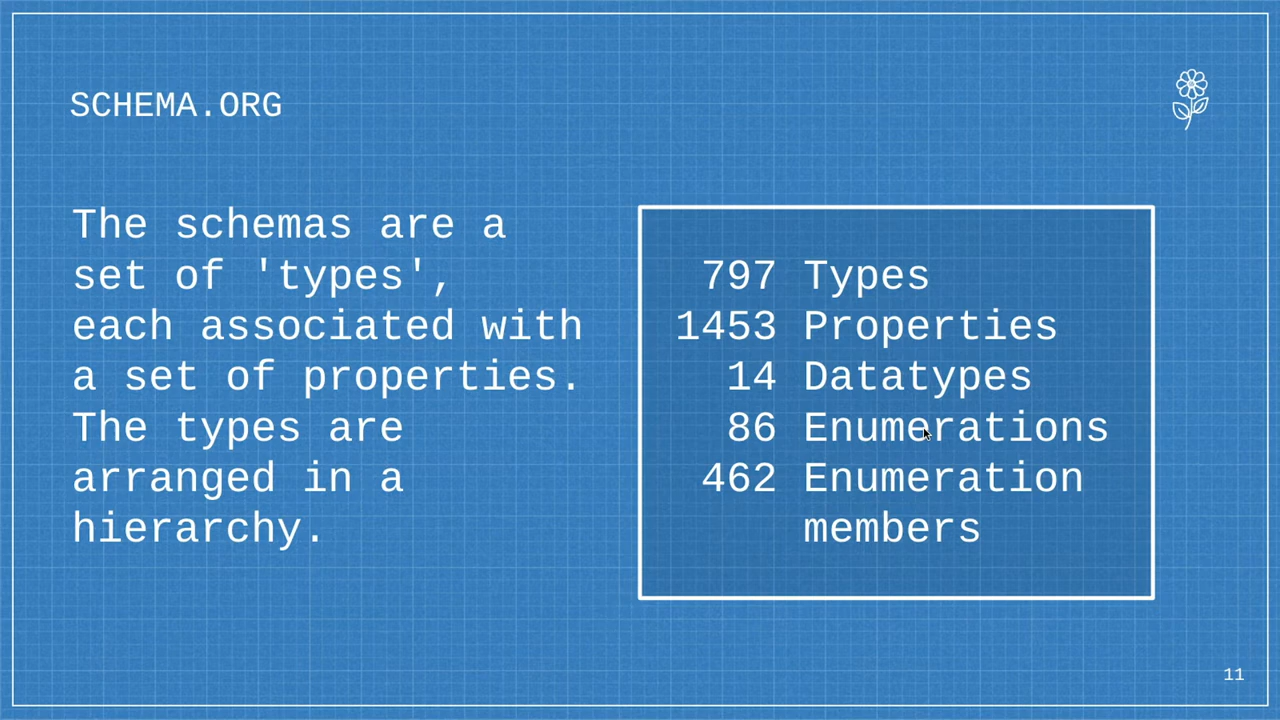 SCHEMA.ORG
The schemas are a
set of 'types',
each associated with
a set of properties.
The types are
arranged in a
hierarchy.
797 Types
1453 Properties
14 Datatypes
86 Enumerations
462 Enumeration
members
11